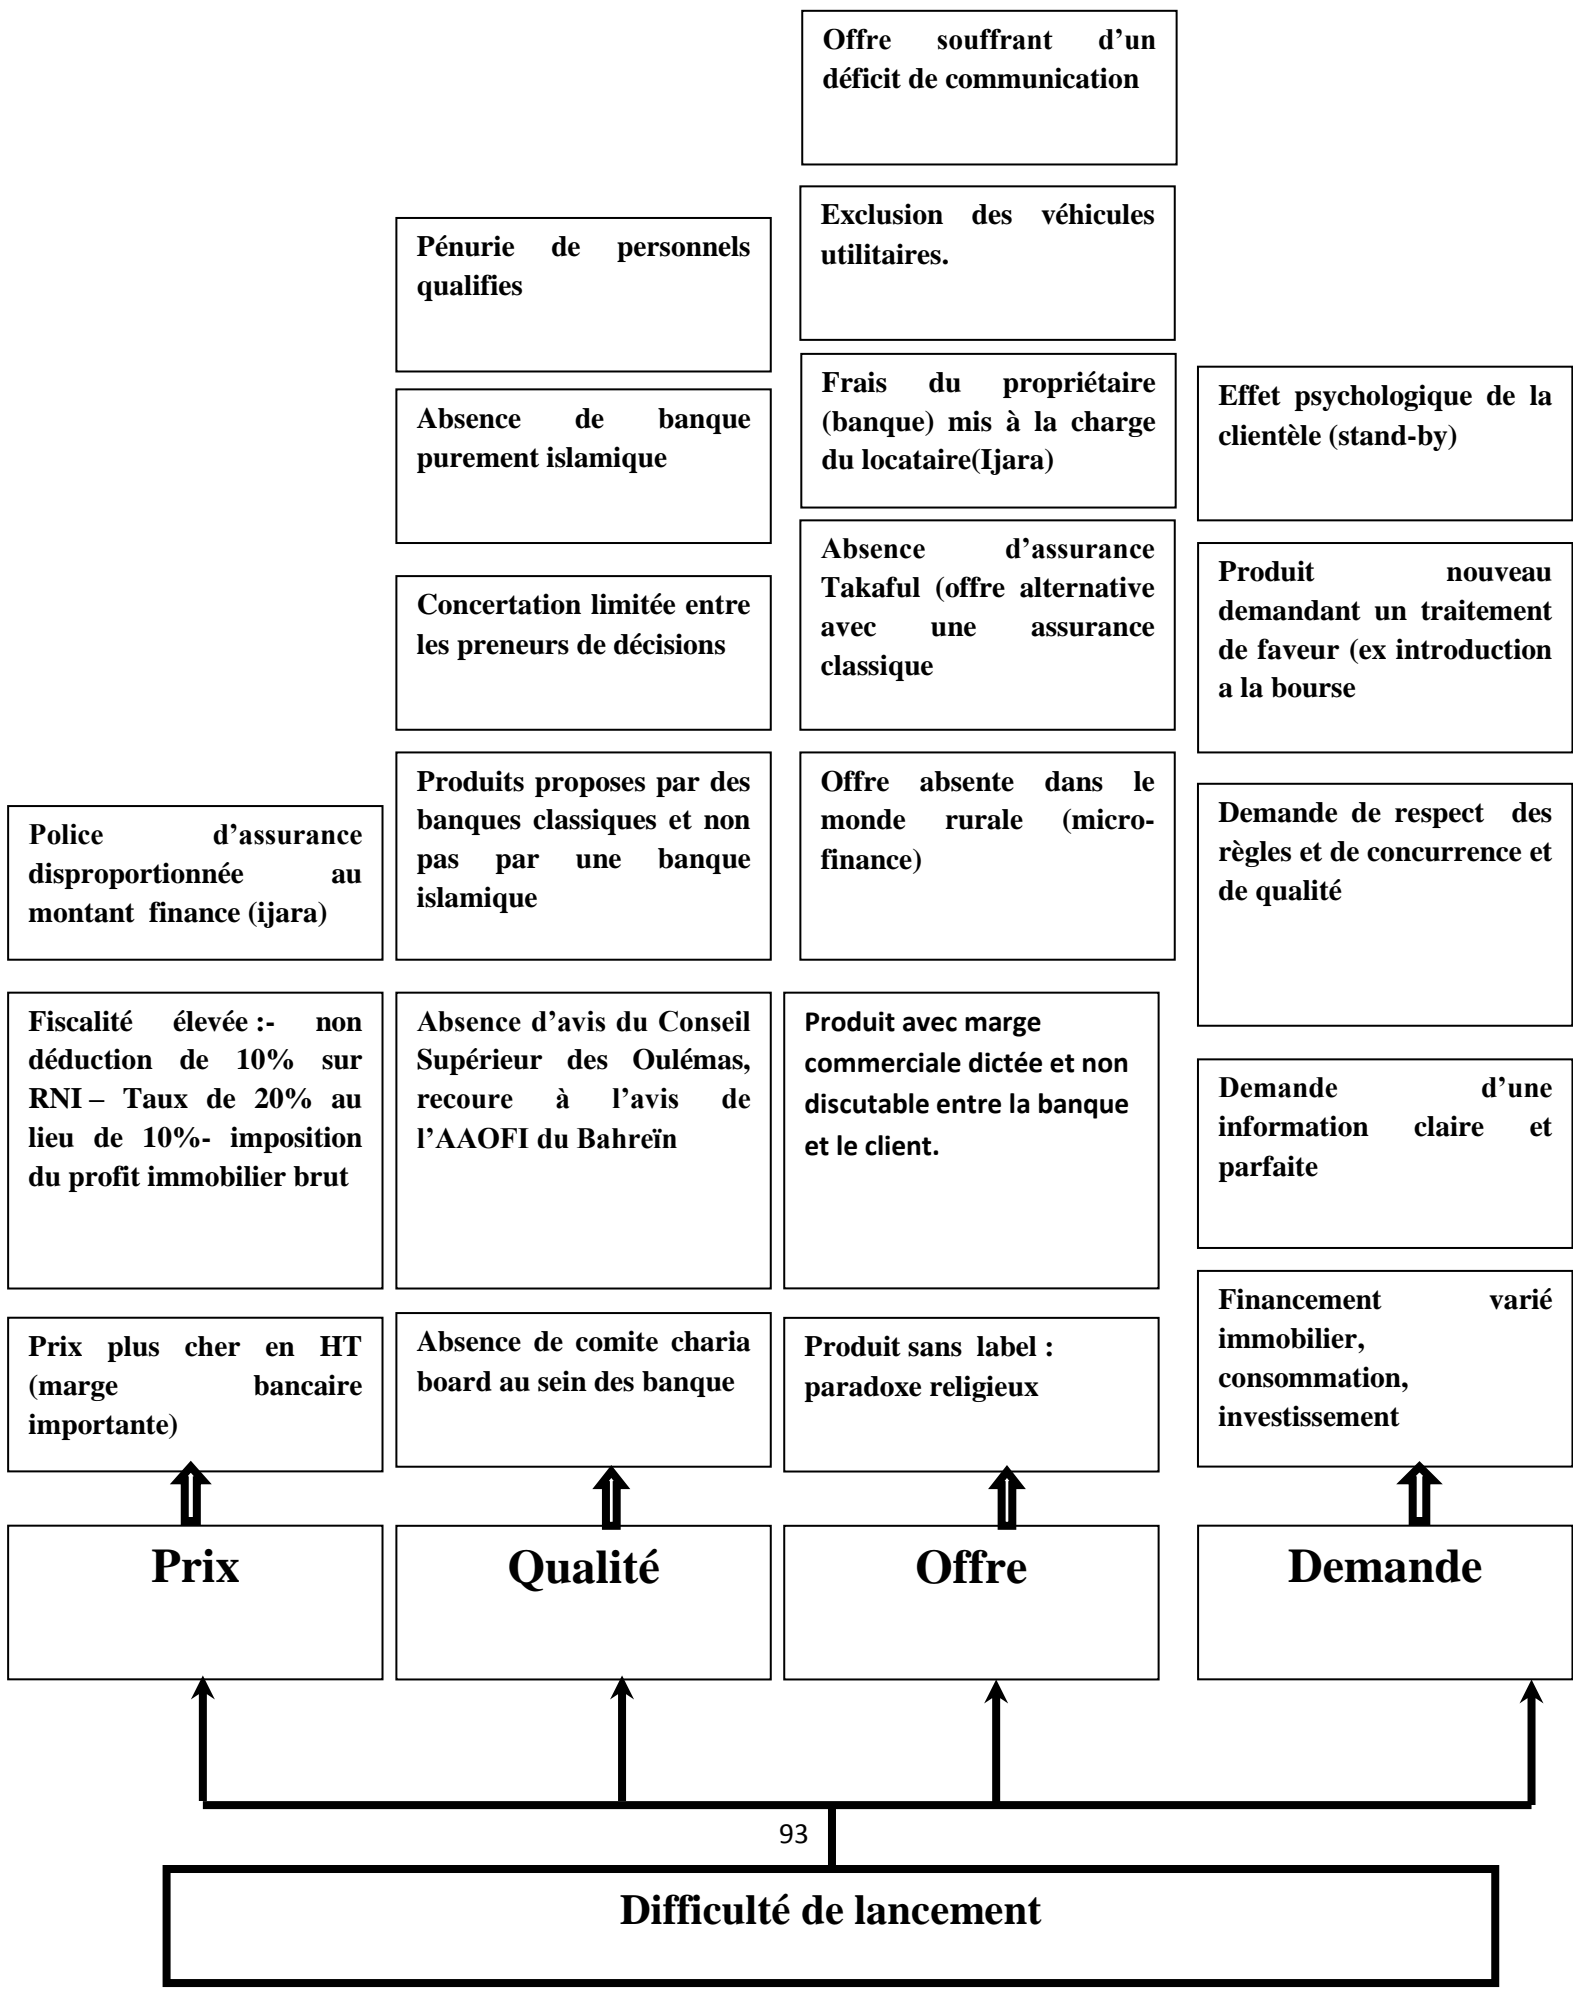 Offre souffrant d’un
déficit de communication
Exclusion des véhicules
utilitaires.
Pénurie de personnels
qualifies
Frais du propriétaire
(banque) mis à la charge
du locataire(Ijara)
Effet psychologique de la
clientèle (stand-by)
Absence de banque
purement islamique
Absence d’assurance
Takaful (offre alternative
avec une assurance
classique
Produit nouveau
demandant un traitement
de faveur (ex introduction
a la bourse
Concertation limitée entre
les preneurs de décisions
Produits proposes par des
banques classiques et non
pas par une banque
islamique
Offre absente dans le
monde rurale (micro-
finance)
Demande de respect des
règles et de concurrence et
de qualité
Police d’assurance
disproportionnée au
montant finance (ijara)
Fiscalité élevée :- non
déduction de 10% sur
RNI – Taux de 20% au
lieu de 10%- imposition
du profit immobilier brut
Absence d’avis du Conseil
Supérieur des Oulémas,
recoure à l’avis de
l’AAOFI du Bahreïn
Produit avec marge
commerciale dictée et non
discutable entre la banque
et le client.
Demande d’une
information claire et
parfaite
Prix plus cher en HT
(marge bancaire
importante)
Absence de comite charia
board au sein des banque
Produit sans label :
paradoxe religieux
Financement varié
immobilier,
consommation,
investissement
Prix
Qualité
Offre
Demande
93
Difficulté de lancement